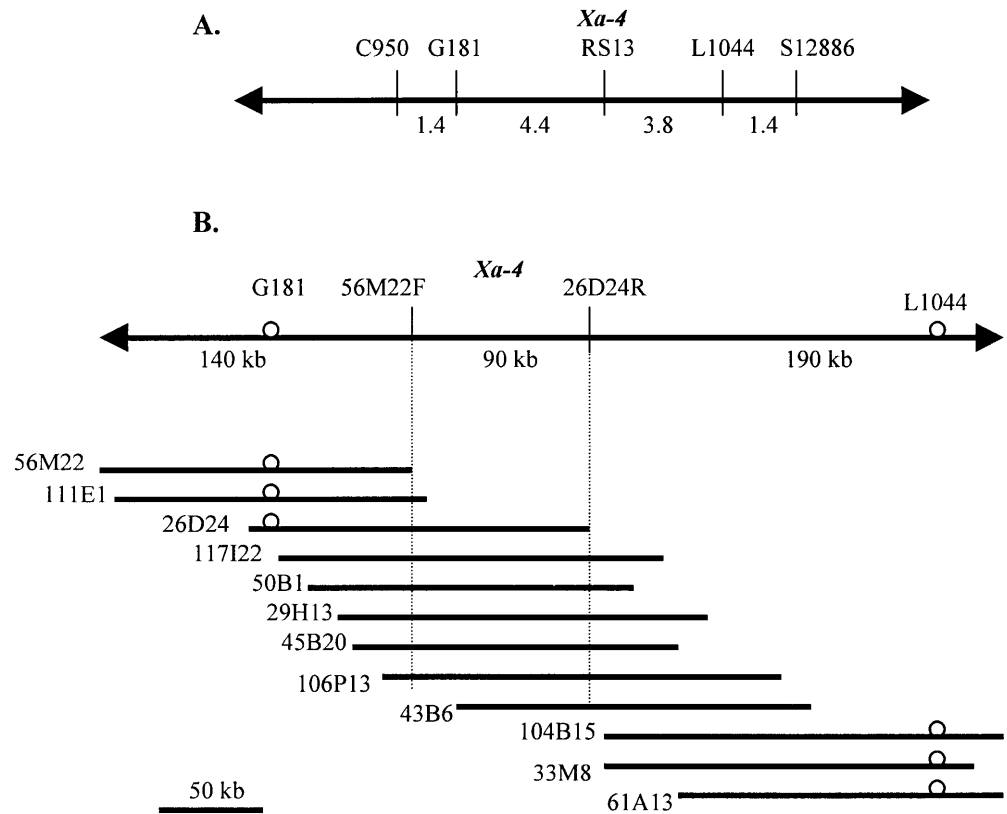 A.
Xa-4
C950 G181 RS13 L1044 S12886
1.4 4.4 3.8 1.4
B.
Xa-4
G181 56M22F 26D24R L1044
140 kb 90 kb 190 kb
56M22
111E1
26D24
117I22
50B1
29H13
45B20
106P13
43B6
104B15
33M8
61A13
50 kb